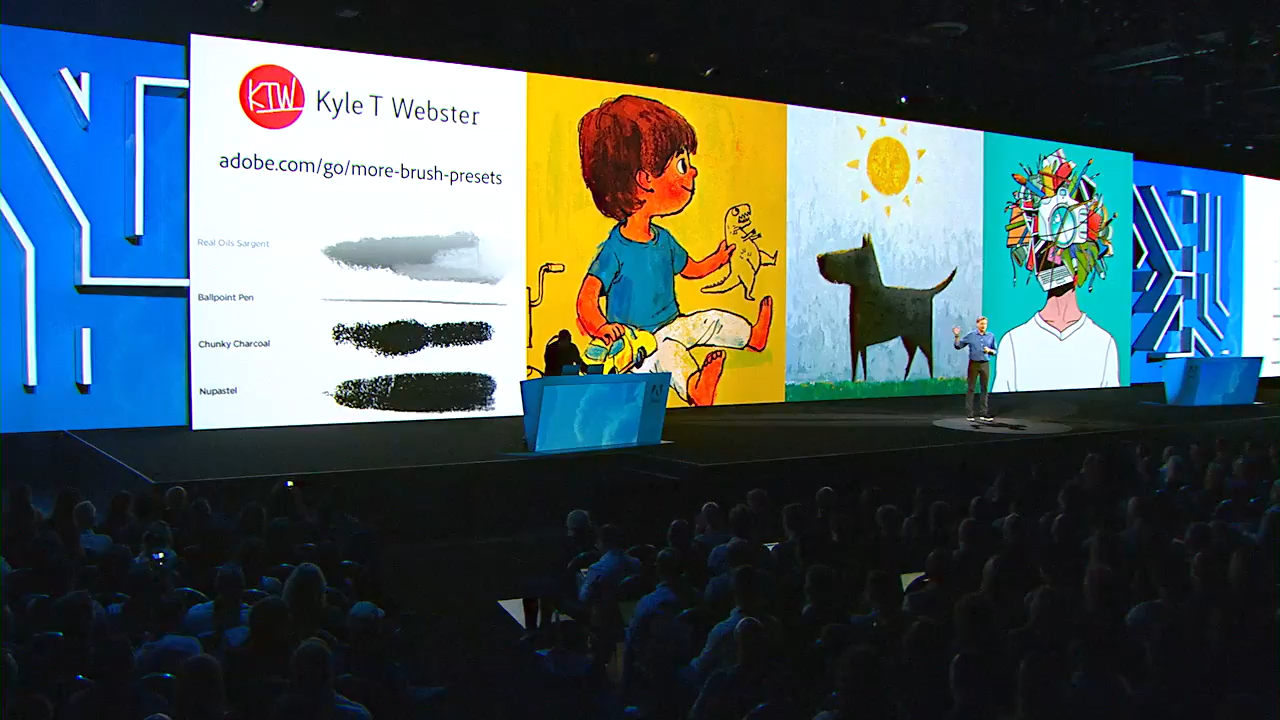 KTW
Kyle T Webster
adobe.com/go/more-brush-presets
Real Oils Sargent
Ballpoint Pen
Chunky Charcoal
Nupastel